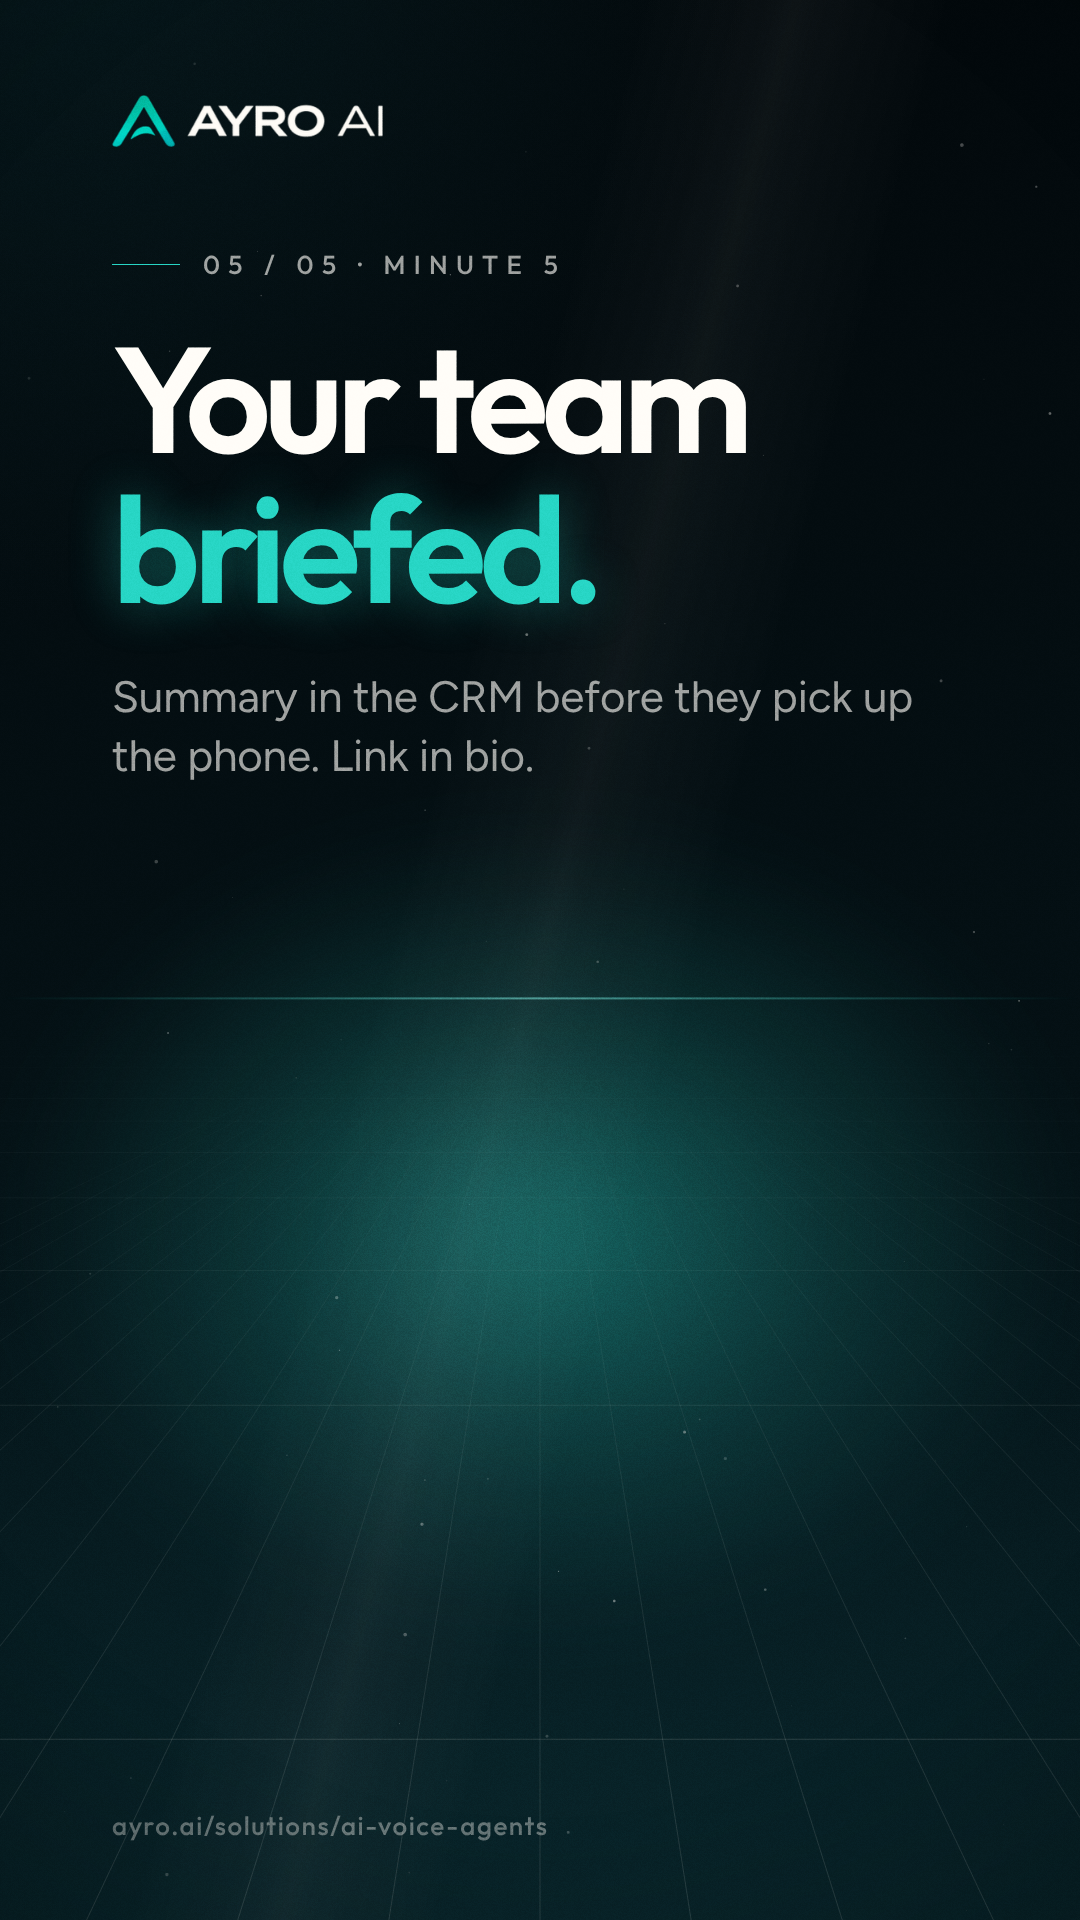 AYRO AI
05 / 05 · MINUTE 5
Your team
briefed.
Summary in the CRM before they pick up
the phone. Link in bio.
ayro.ai/solutions/ai-voice-agents